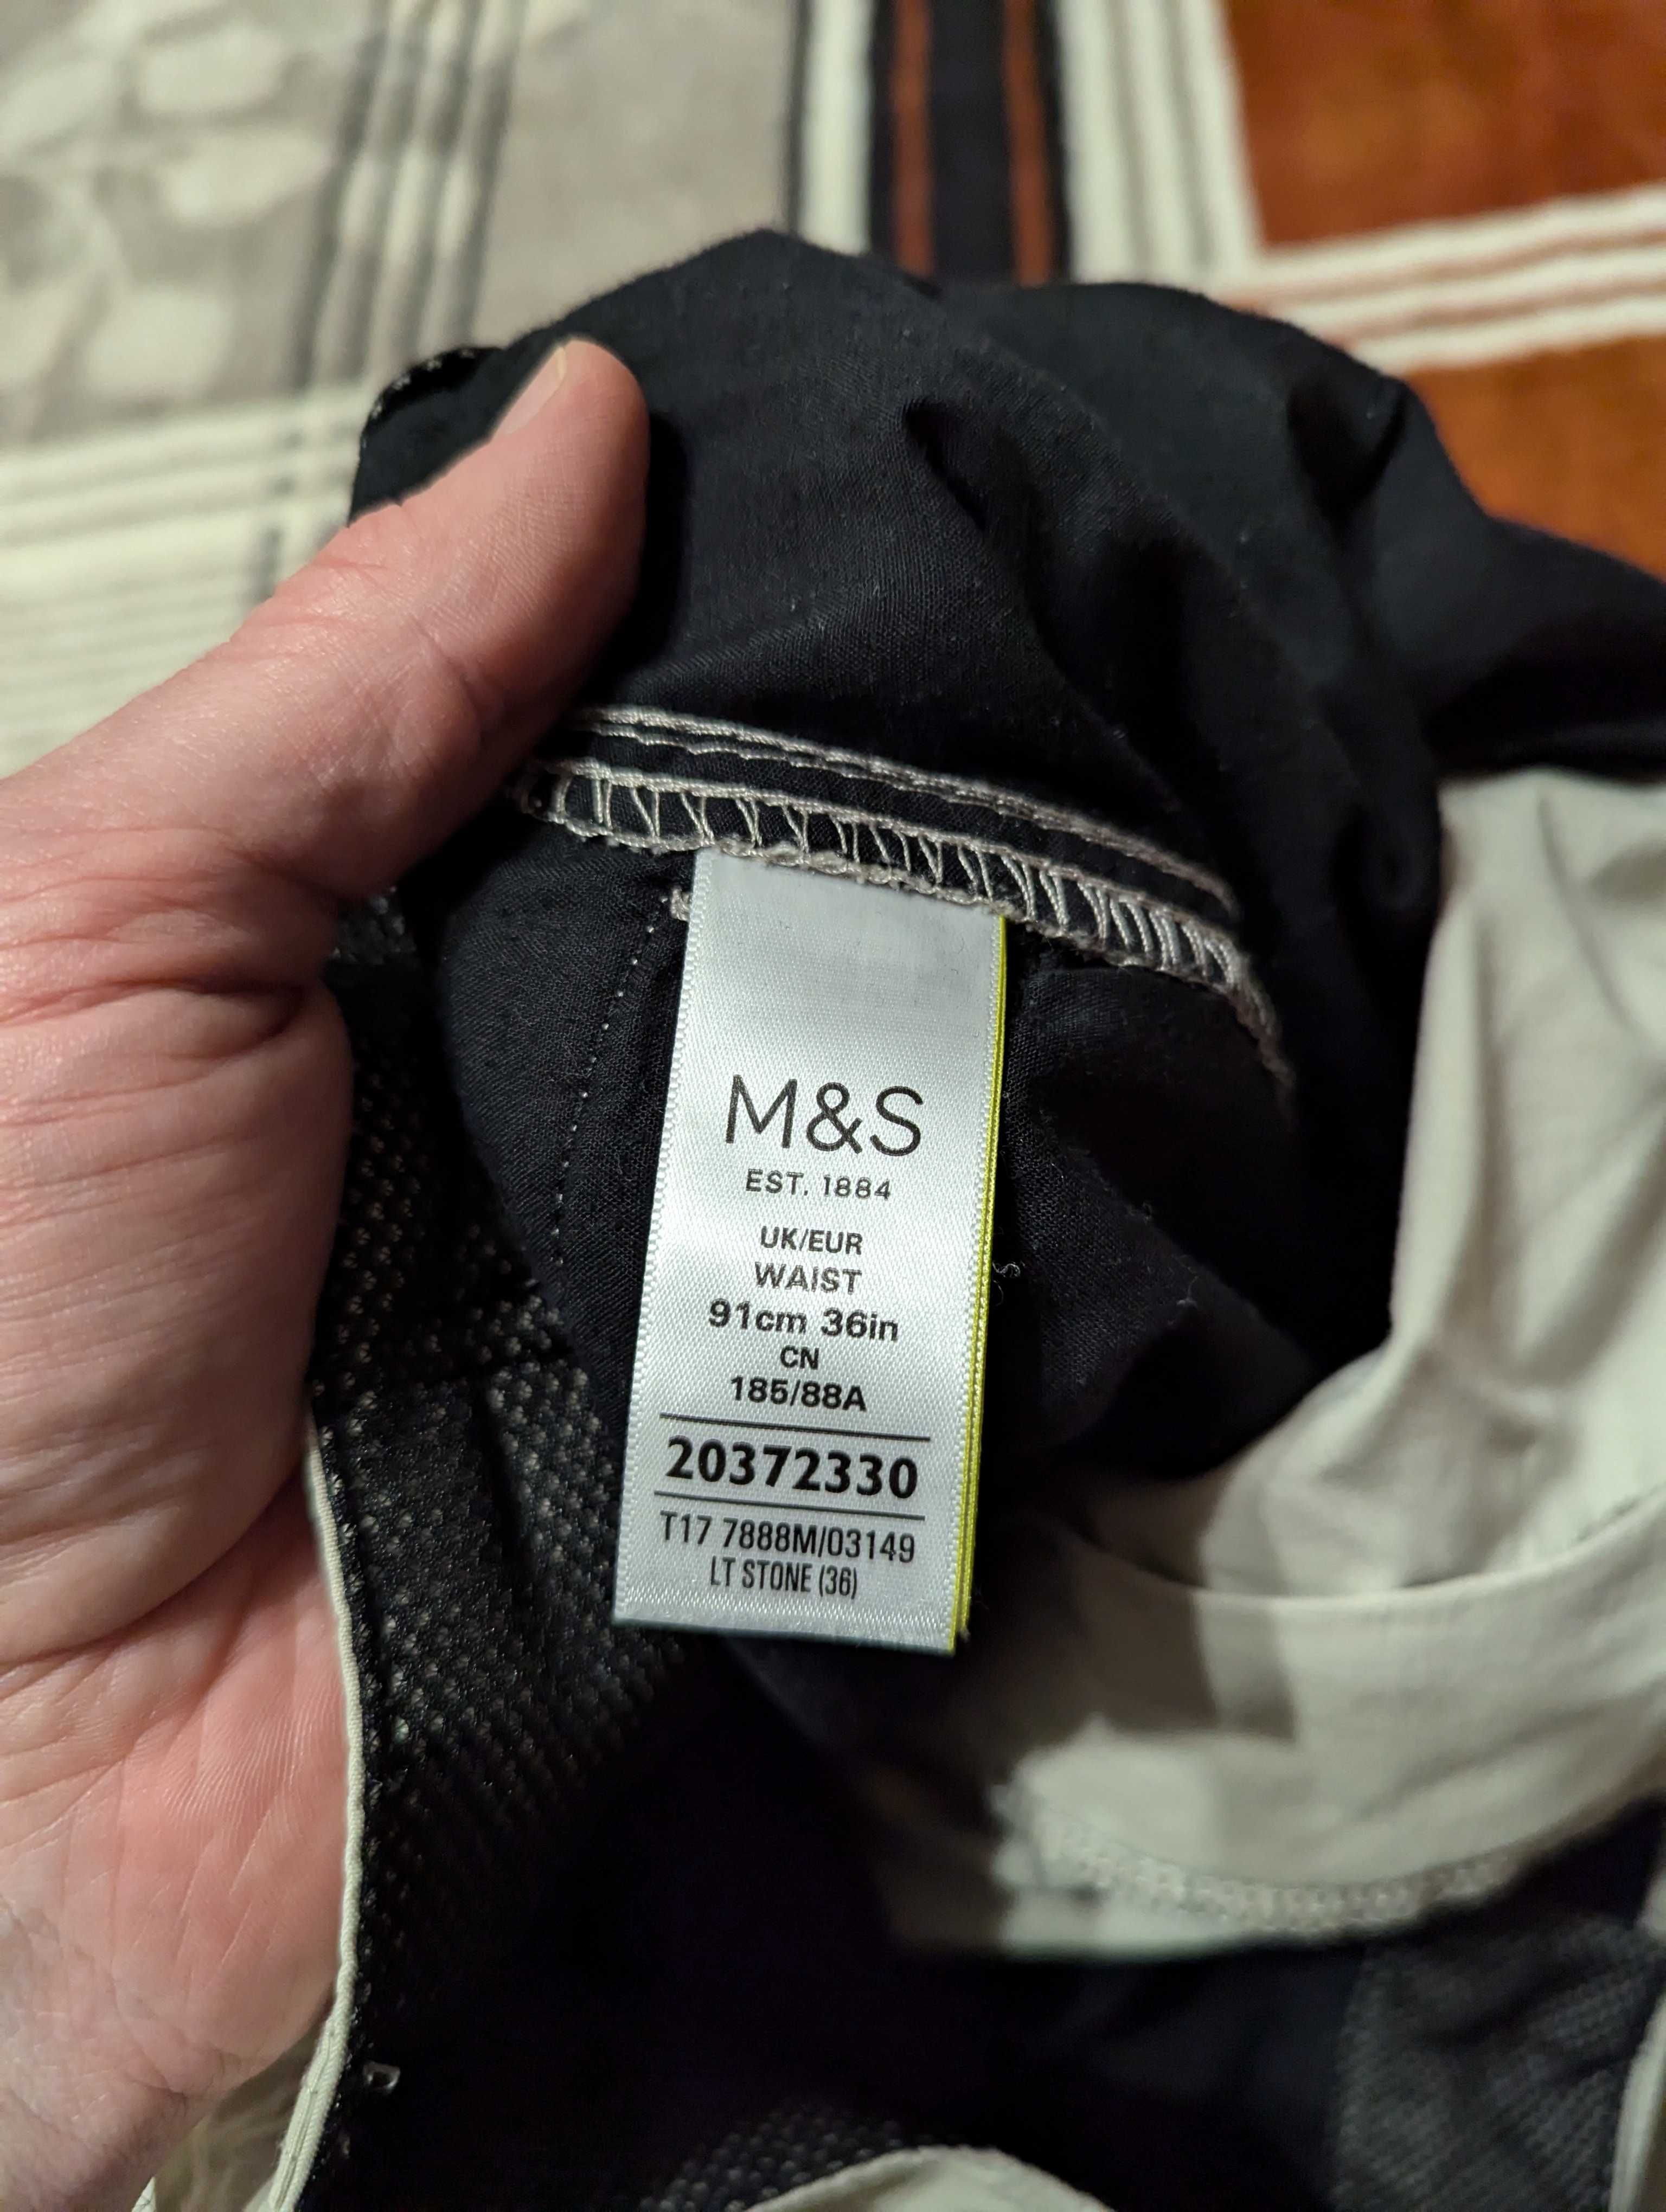 M&S
EST. 1884
UK/EUR
WAIST
91cm 36in
CN
185/88A
20372330
T17 7888M/03149
LT STONE (36)